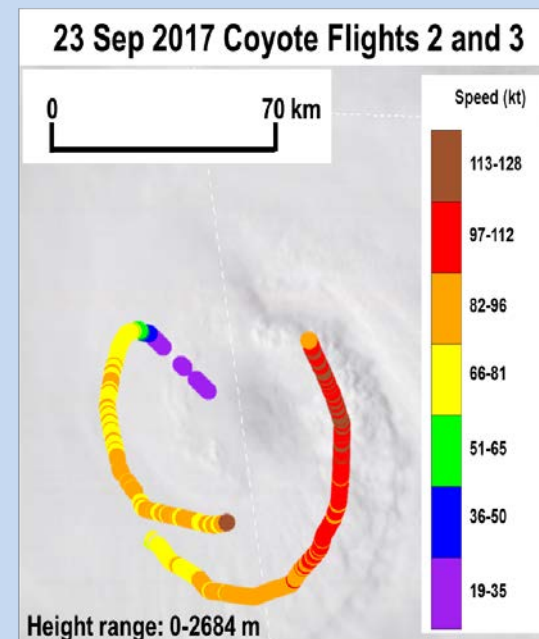 23 Sep 2017 Coyote Flights 2 and 3
0 70 km
Speed (kt)
113-128
97-112
82-96
66-81
51-65
36-50
19-35
Height range: 0-2684 m